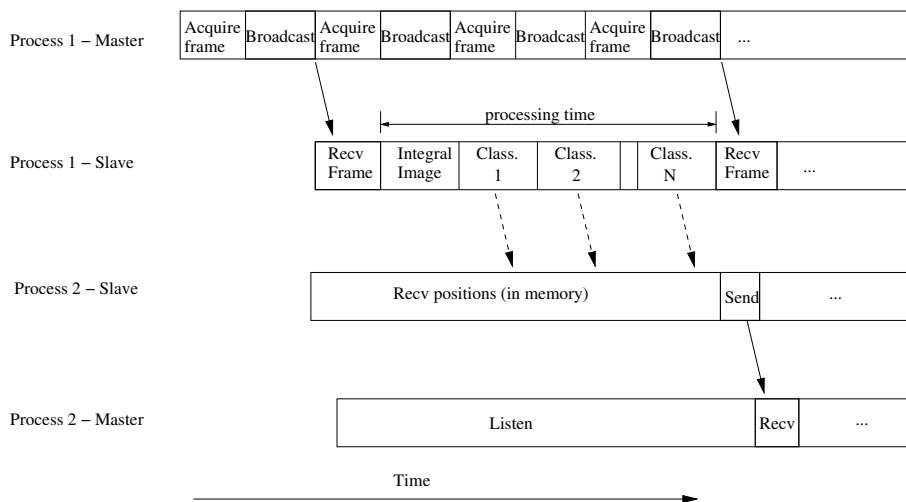 Process 1 − Master
Acquire frame
Broadcast
Acquire frame
Broadcast
Acquire frame
Broadcast
Acquire frame
Broadcast
...
processing time
Process 1 − Slave
Recv Frame
Integral Image
Class. 1
Class. 2
Class. N
Recv Frame
...
Process 2 − Slave
Recv positions (in memory)
Send
...
Process 2 − Master
Listen
Recv
...
Time